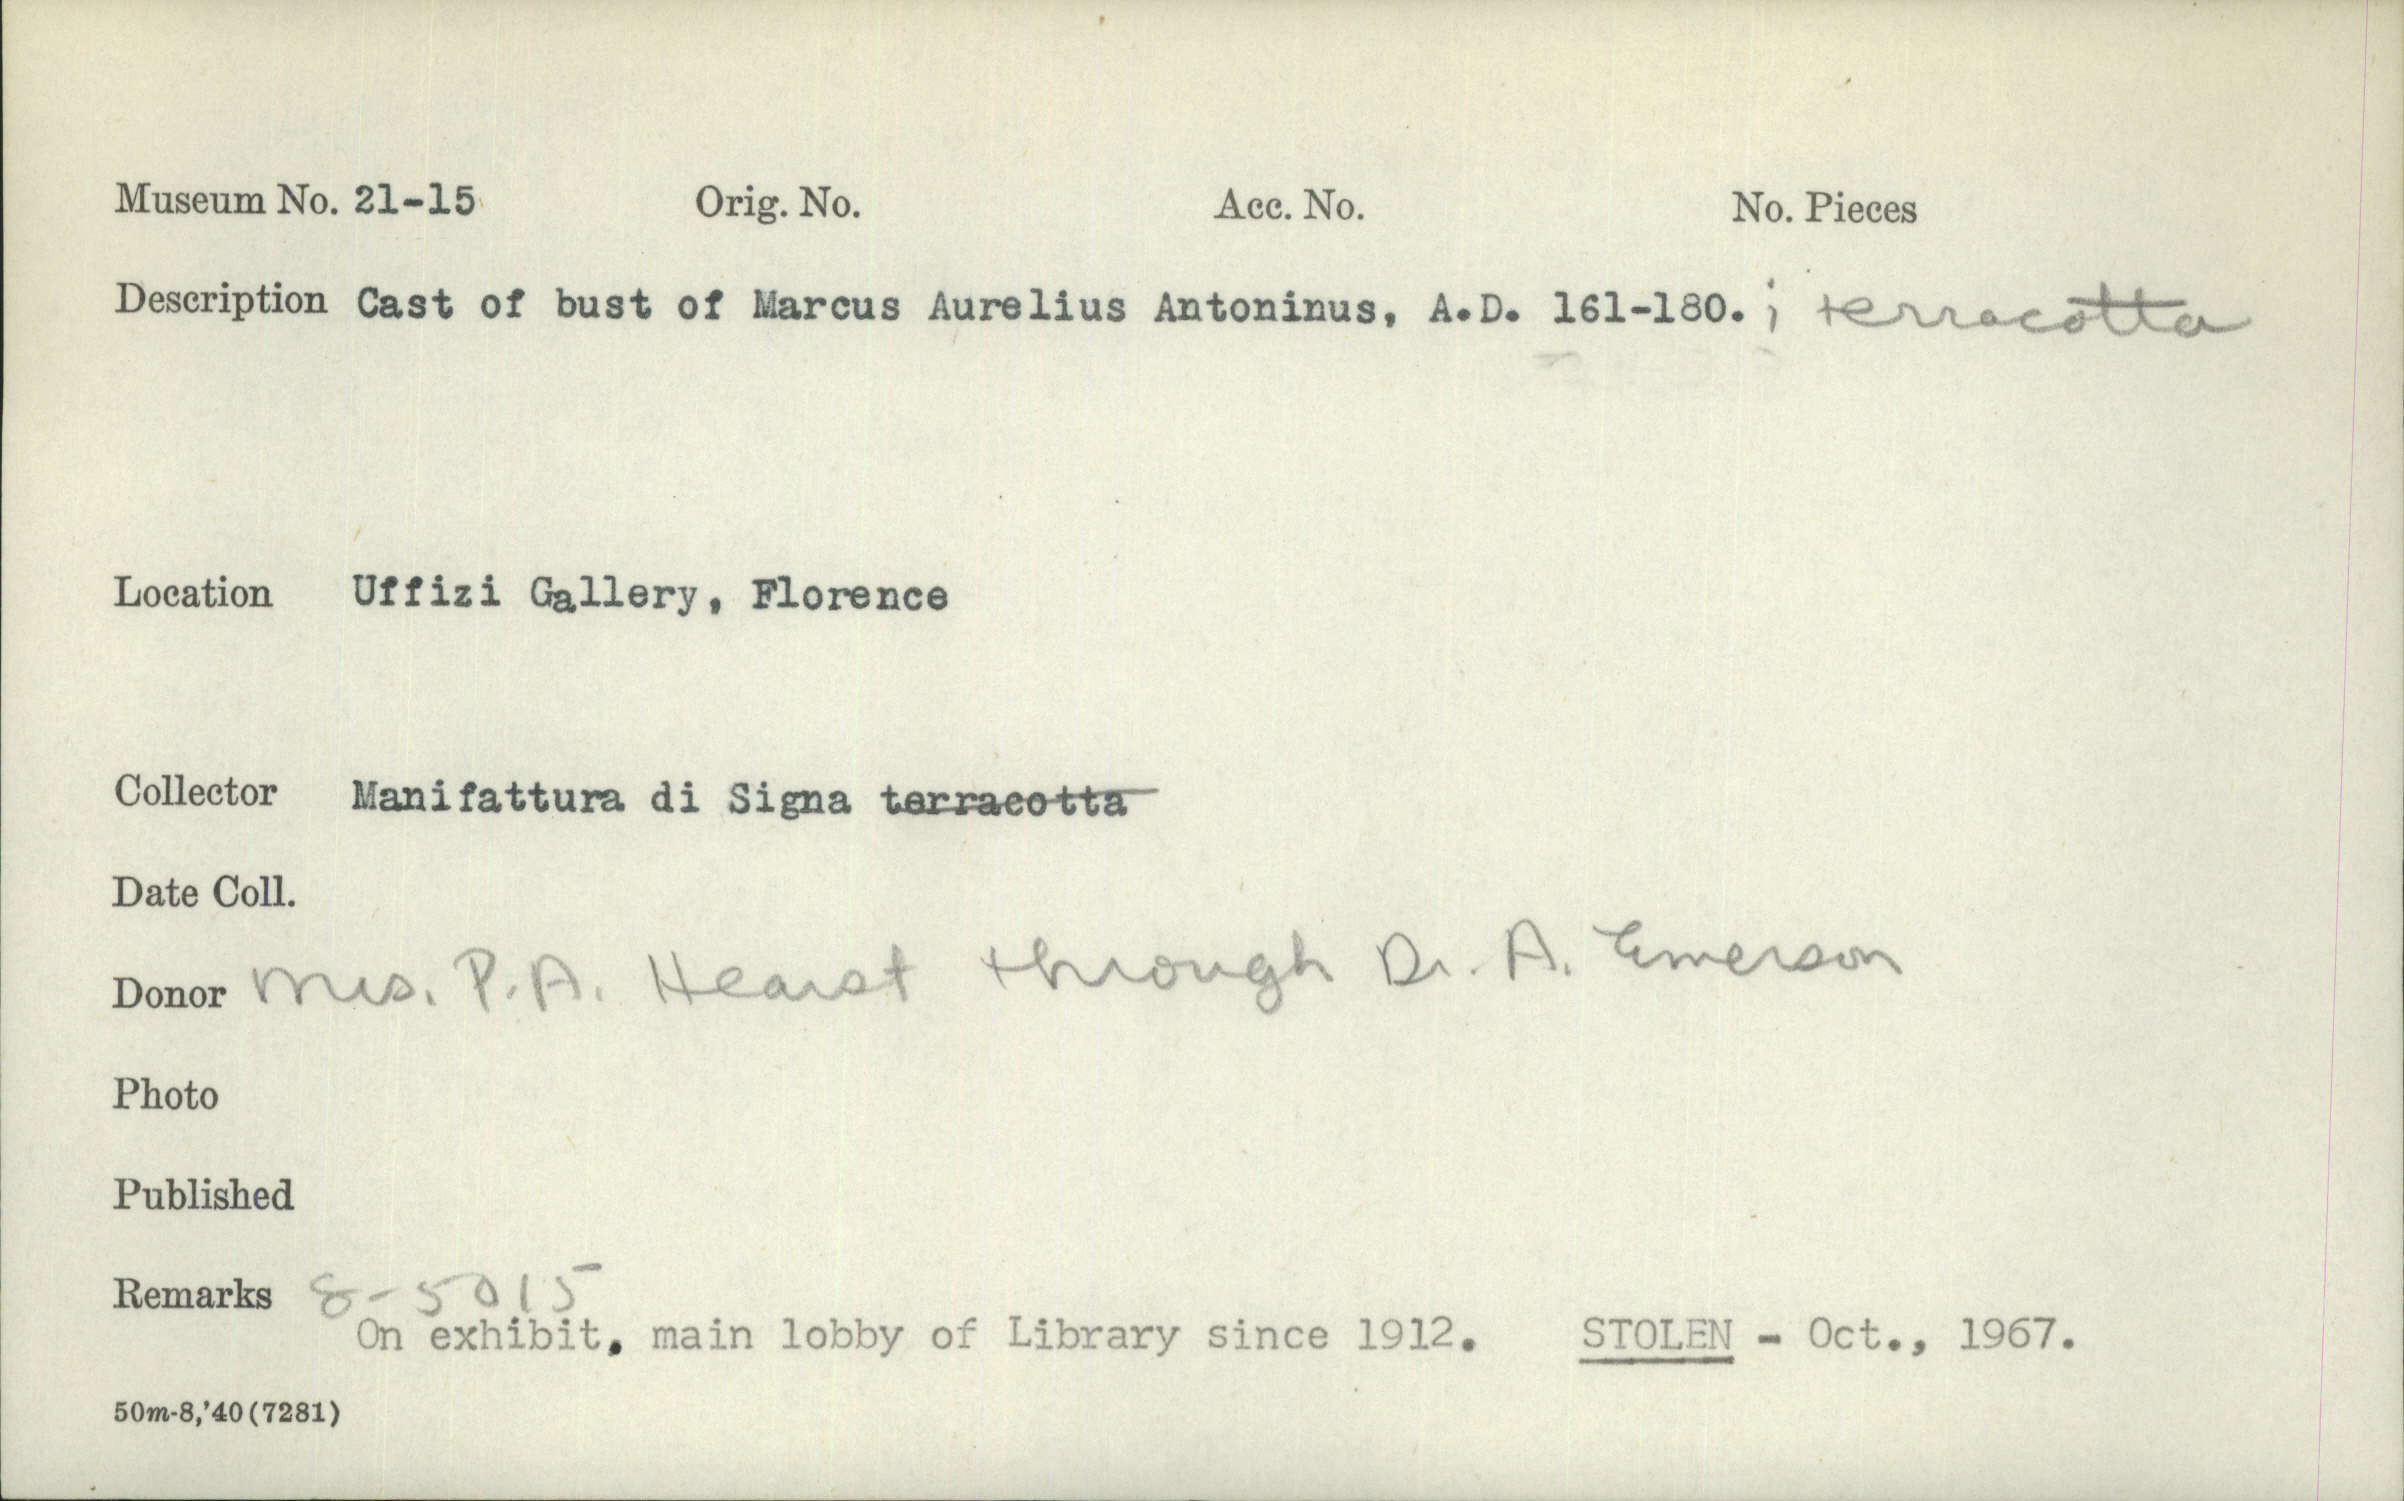 Museum No. 21-15 Orig. No. Acc. No. No. Pieces
Description Cast of bust of Marcus Aurelius Antoninus, A.D. 161-180. ; terracotta
Location Uffizi Gallery, Florence
Collector Manifattura di Signa terracotta
Date Coll.
Donor Mrs. P.A. Hearst through Dr. A. Emerson
Photo
Published
Remarks 8-5015
On exhibit, main lobby of Library since 1912. STOLEN - Oct., 1967.
50m-8,'40(7281)